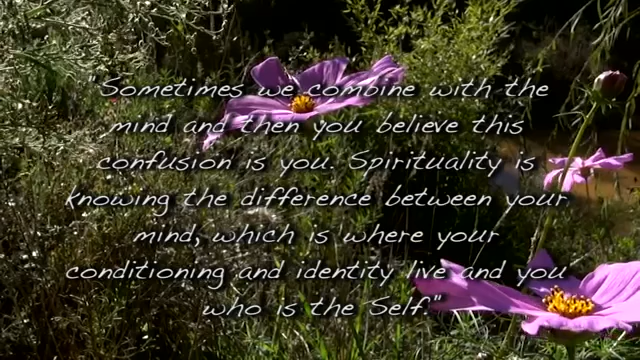 "Sometimes we combine with the
mind and then you believe this
confusion is you. Spirituality is
knowing the difference between your
mind, which is where your
conditioning and identity live and you
who is the Self."